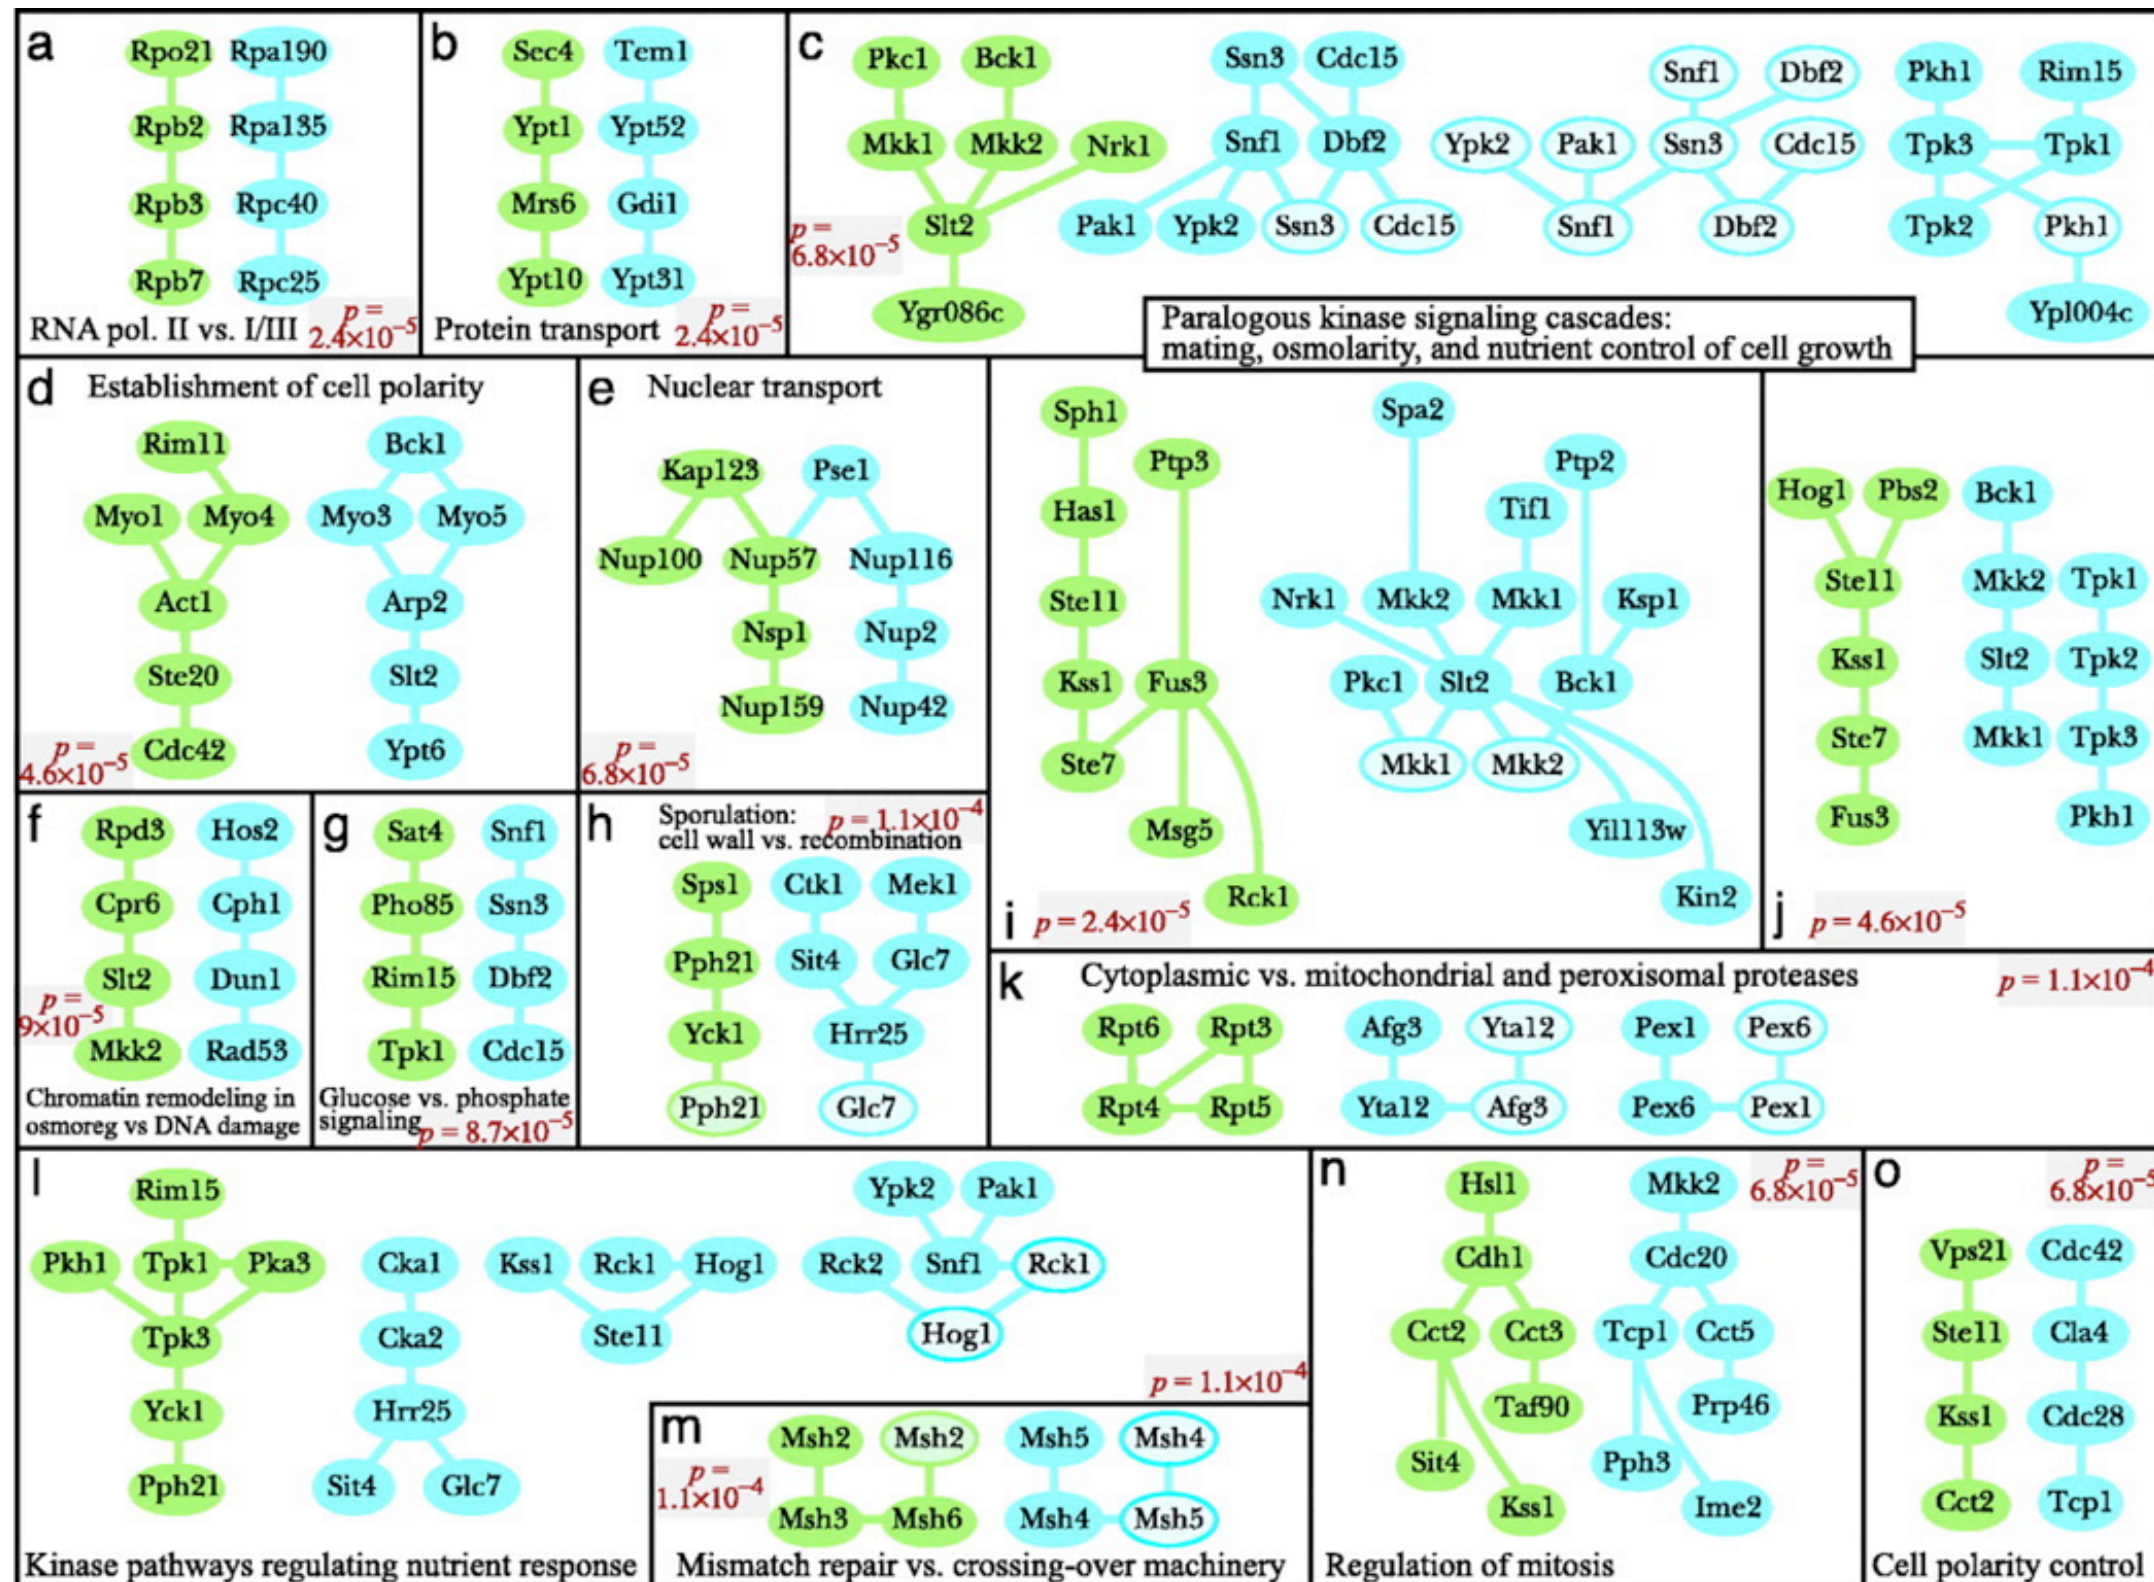 a
Rpo21 Rpa190
Rpb2 Rpa135
Rpb3 Rpc40
Rpb7 Rpc25
RNA pol. II vs. I/III
p =
2.4×10⁻⁵
b
Sec4 Tem1
Ypt1 Ypt52
Mrs6 Gdi1
Ypt10 Ypt31
Protein transport
p =
2.4×10⁻⁵
c
Pkc1 Bck1 Ssn3 Cdc15 Snf1 Dbf2 Pkh1 Rim15
Mkk1 Mkk2 Nrk1 Snf1 Dbf2 Ypk2 Pak1 Ssn3 Cdc15 Tpk3 Tpk1
Slt2 Pak1 Ypk2 Ssn3 Cdc15 Snf1 Dbf2 Tpk2 Pkh1
p =
6.8×10⁻⁵
Ygr086c Ypl004c
Paralogous kinase signaling cascades:
mating, osmolarity, and nutrient control of cell growth
d
Establishment of cell polarity
Rim11 Bck1
Myo1 Myo4 Myo3 Myo5
Act1 Arp2
Ste20 Slt2
Cdc42 Ypt6
p =
4.6×10⁻⁵
e
Nuclear transport
Kap123 Pse1
Nup100 Nup57 Nup116
Nsp1 Nup2
Nup159 Nup42
p =
6.8×10⁻⁵
f
Rpd3 Hos2
Cpr6 Cph1
Slt2 Dun1
p =
9×10⁻⁵
Mkk2 Rad53
Chromatin remodeling in
osmoreg vs DNA damage
g
Sat4 Snf1
Pho85 Ssn3
Rim15 Dbf2
Tpk1 Cdc15
Glucose vs. phosphate
signaling
p = 8.7×10⁻⁵
h
Sporulation:
cell wall vs. recombination
p = 1.1×10⁻⁴
Sps1 Ctk1 Mek1
Pph21 Sit4 Glc7
Yck1 Hrr25
Pph21 Glc7
i
Sph1 Spa2
Ptp3 Ptp2
Has1 Tif1
Ste11 Nrk1 Mkk2 Mkk1 Ksp1
Kss1 Fus3 Pkc1 Slt2 Bck1
Ste7 Mkk1 Mkk2
Msg5 Yil113w
Rck1 Kin2
p = 2.4×10⁻⁵
j
Hog1 Pbs2 Bck1
Ste11 Mkk2 Tpk1
Kss1 Slt2 Tpk2
Ste7 Mkk1 Tpk3
Fus3 Pkh1
p = 4.6×10⁻⁵
k
Cytoplasmic vs. mitochondrial and peroxisomal proteases
p = 1.1×10⁻⁴
Rpt6 Rpt3 Afg3 Yta12 Pex1 Pex6
Rpt4 Rpt5 Yta12 Afg3 Pex6 Pex1
l
Rim15 Ypk2 Pak1
Pkh1 Tpk1 Pka3 Cka1 Kss1 Rck1 Hog1 Rck2 Snf1 Rck1
Tpk3 Cka2 Ste11 Hog1
Yck1 Hrr25
Pph21 Sit4 Glc7
p = 1.1×10⁻⁴
Kinase pathways regulating nutrient response
m
Msh2 Msh2 Msh5 Msh4
p =
1.1×10⁻⁴
Msh3 Msh6 Msh4 Msh5
Mismatch repair vs. crossing-over machinery
n
Hsl1 Mkk2
p =
6.8×10⁻⁵
Cdh1 Cdc20
Cct2 Cct3 Tcp1 Cct5
Taf90 Prp46
Sit4 Pph3
Kss1 Ime2
Regulation of mitosis
o
p =
6.8×10⁻⁵
Vps21 Cdc42
Ste11 Cla4
Kss1 Cdc28
Cct2 Tcp1
Cell polarity control